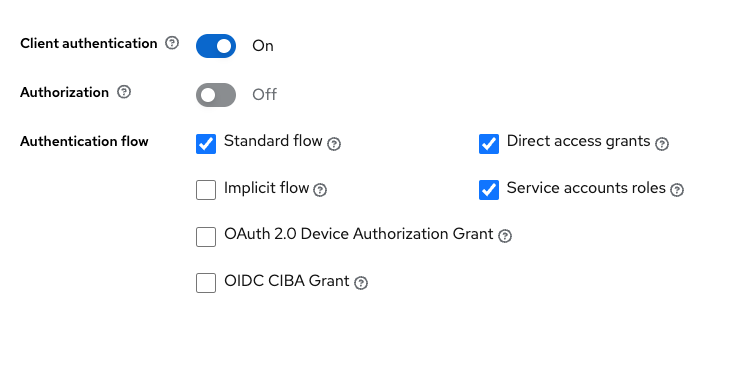 Client authentication On
Authorization Off
Authentication flow Standard flow Direct access grants
Implicit flow Service accounts roles
OAuth 2.0 Device Authorization Grant
OIDC CIBA Grant